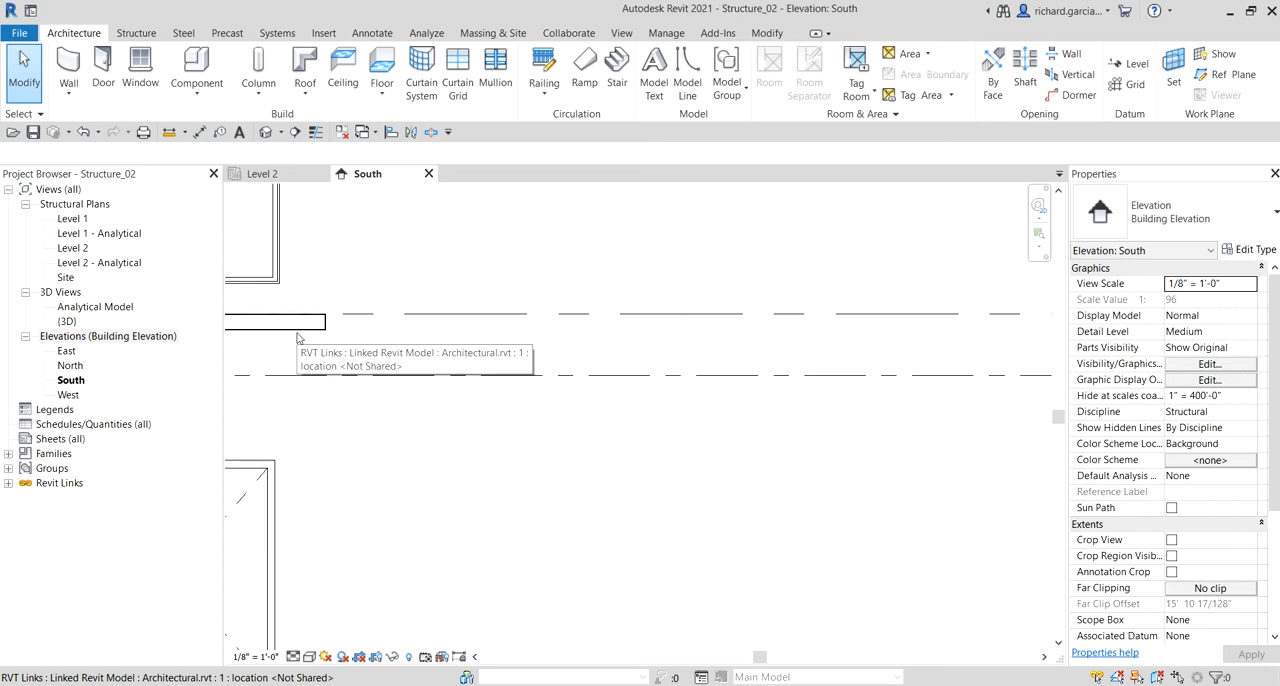 Autodesk Revit 2021 - Structure_02 - Elevation: South
richard.garcia...
File Architecture Structure Steel Precast Systems Insert Annotate Analyze Massing & Site Collaborate View Manage Add-Ins Modify
Modify
Wall
Door
Window
Component
Column
Roof
Ceiling
Floor
Curtain
System
Curtain
Grid
Mullion
Railing
Ramp
Stair
Model
Text
Model
Line
Model
Group
Room
Room
Separator
Tag
Room
Area
Area Boundary
Tag Area
By
Face
Shaft
Wall
Vertical
Dormer
Level
Grid
Set
Show
Ref Plane
Viewer
Select
Build
Circulation
Model
Room & Area
Opening
Datum
Work Plane
Project Browser - Structure_02
Views (all)
Structural Plans
Level 1
Level 1 - Analytical
Level 2
Level 2 - Analytical
Site
3D Views
Analytical Model
{3D}
Elevations (Building Elevation)
East
North
South
West
Legends
Schedules/Quantities (all)
Sheets (all)
Families
Groups
Revit Links
Level 2
South
RVT Links : Linked Revit Model : Architectural.rvt : 1 :
location <Not Shared>
2D
Properties
Elevation
Building Elevation
Elevation: South
Edit Type
Graphics
View Scale 1/8" = 1'-0"
Scale Value 1: 96
Display Model Normal
Detail Level Medium
Parts Visibility Show Original
Visibility/Graphics... Edit...
Graphic Display O... Edit...
Hide at scales coa... 1" = 400'-0"
Discipline Structural
Show Hidden Lines By Discipline
Color Scheme Loc... Background
Color Scheme <none>
Default Analysis ... None
Reference Label
Sun Path
Extents
Crop View
Crop Region Visib...
Annotation Crop
Far Clipping No clip
Far Clip Offset 15' 10 17/128"
Scope Box None
Associated Datum None
Properties help
Apply
1/8" = 1'-0"
RVT Links : Linked Revit Model : Architectural.rvt : 1 : location <Not Shared>
:0
Main Model
:0